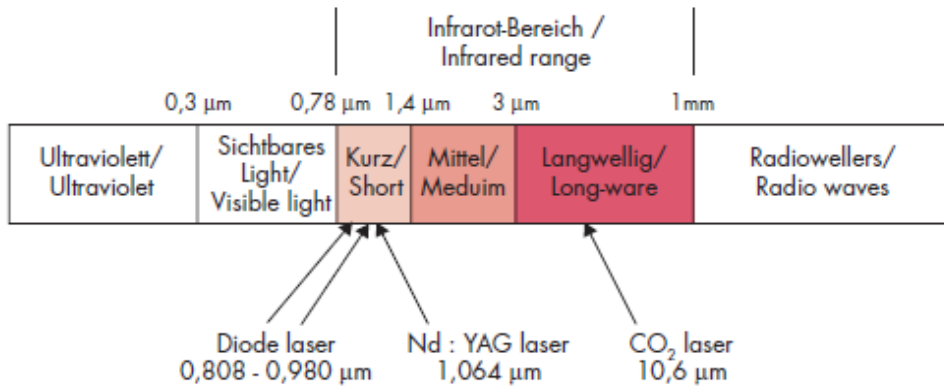 Infrarot-Bereich /
Infrared range
0,3 µm
0,78 µm
1,4 µm
3 µm
1mm
Ultraviolett/
Ultraviolet
Sichtbares
Light/
Visible light
Kurz/
Short
Mittel/
Meduim
Langwellig/
Long-ware
Radiowellers/
Radio waves
Diode laser
0,808 - 0,980 µm
Nd : YAG laser
1,064 µm
CO₂ laser
10,6 µm